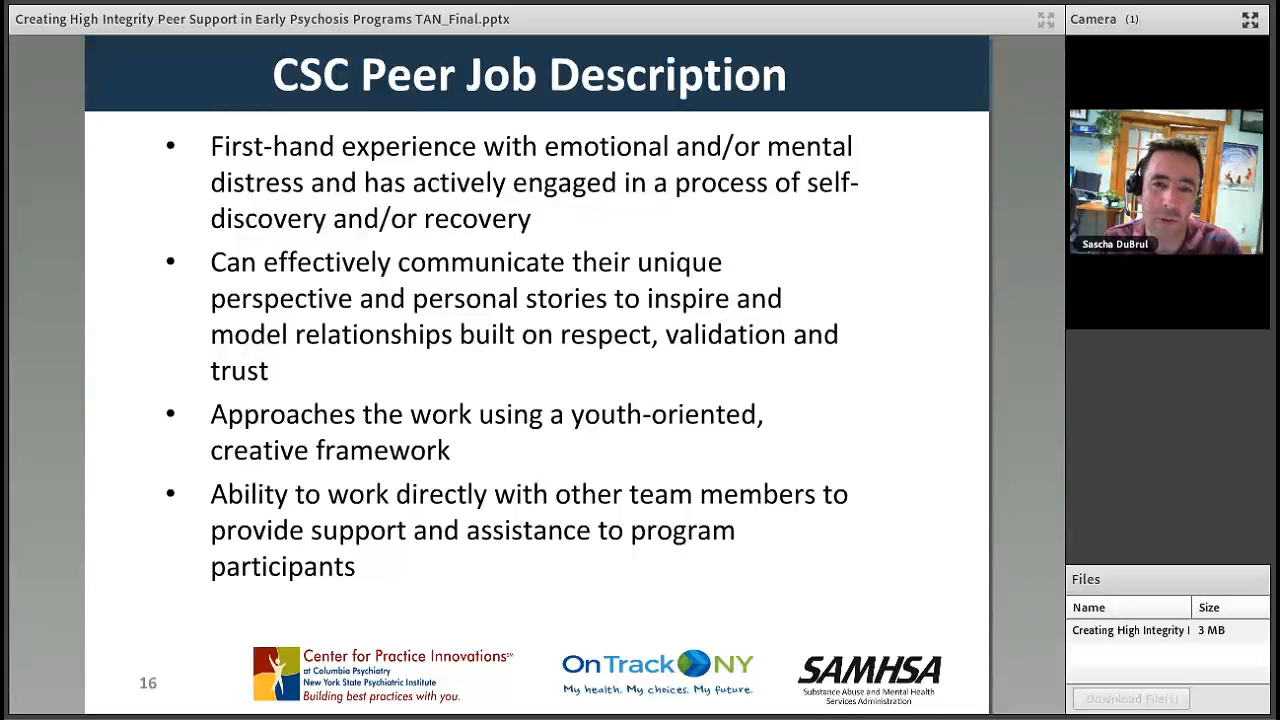 Creating High Integrity Peer Support in Early Psychosis Programs TAN_Final.pptx
CSC Peer Job Description
• First-hand experience with emotional and/or mental
distress and has actively engaged in a process of self-
discovery and/or recovery
• Can effectively communicate their unique
perspective and personal stories to inspire and
model relationships built on respect, validation and
trust
• Approaches the work using a youth-oriented,
creative framework
• Ability to work directly with other team members to
provide support and assistance to program
participants
16
Center for Practice Innovations℠
at Columbia Psychiatry
New York State Psychiatric Institute
Building best practices with you.
OnTrackNY
My health. My choices. My future.
SAMHSA
Substance Abuse and Mental Health
Services Administration
Camera (1)
Sascha DuBrul
Files
Name Size
Creating High Integrity I 3 MB
Download File(s)